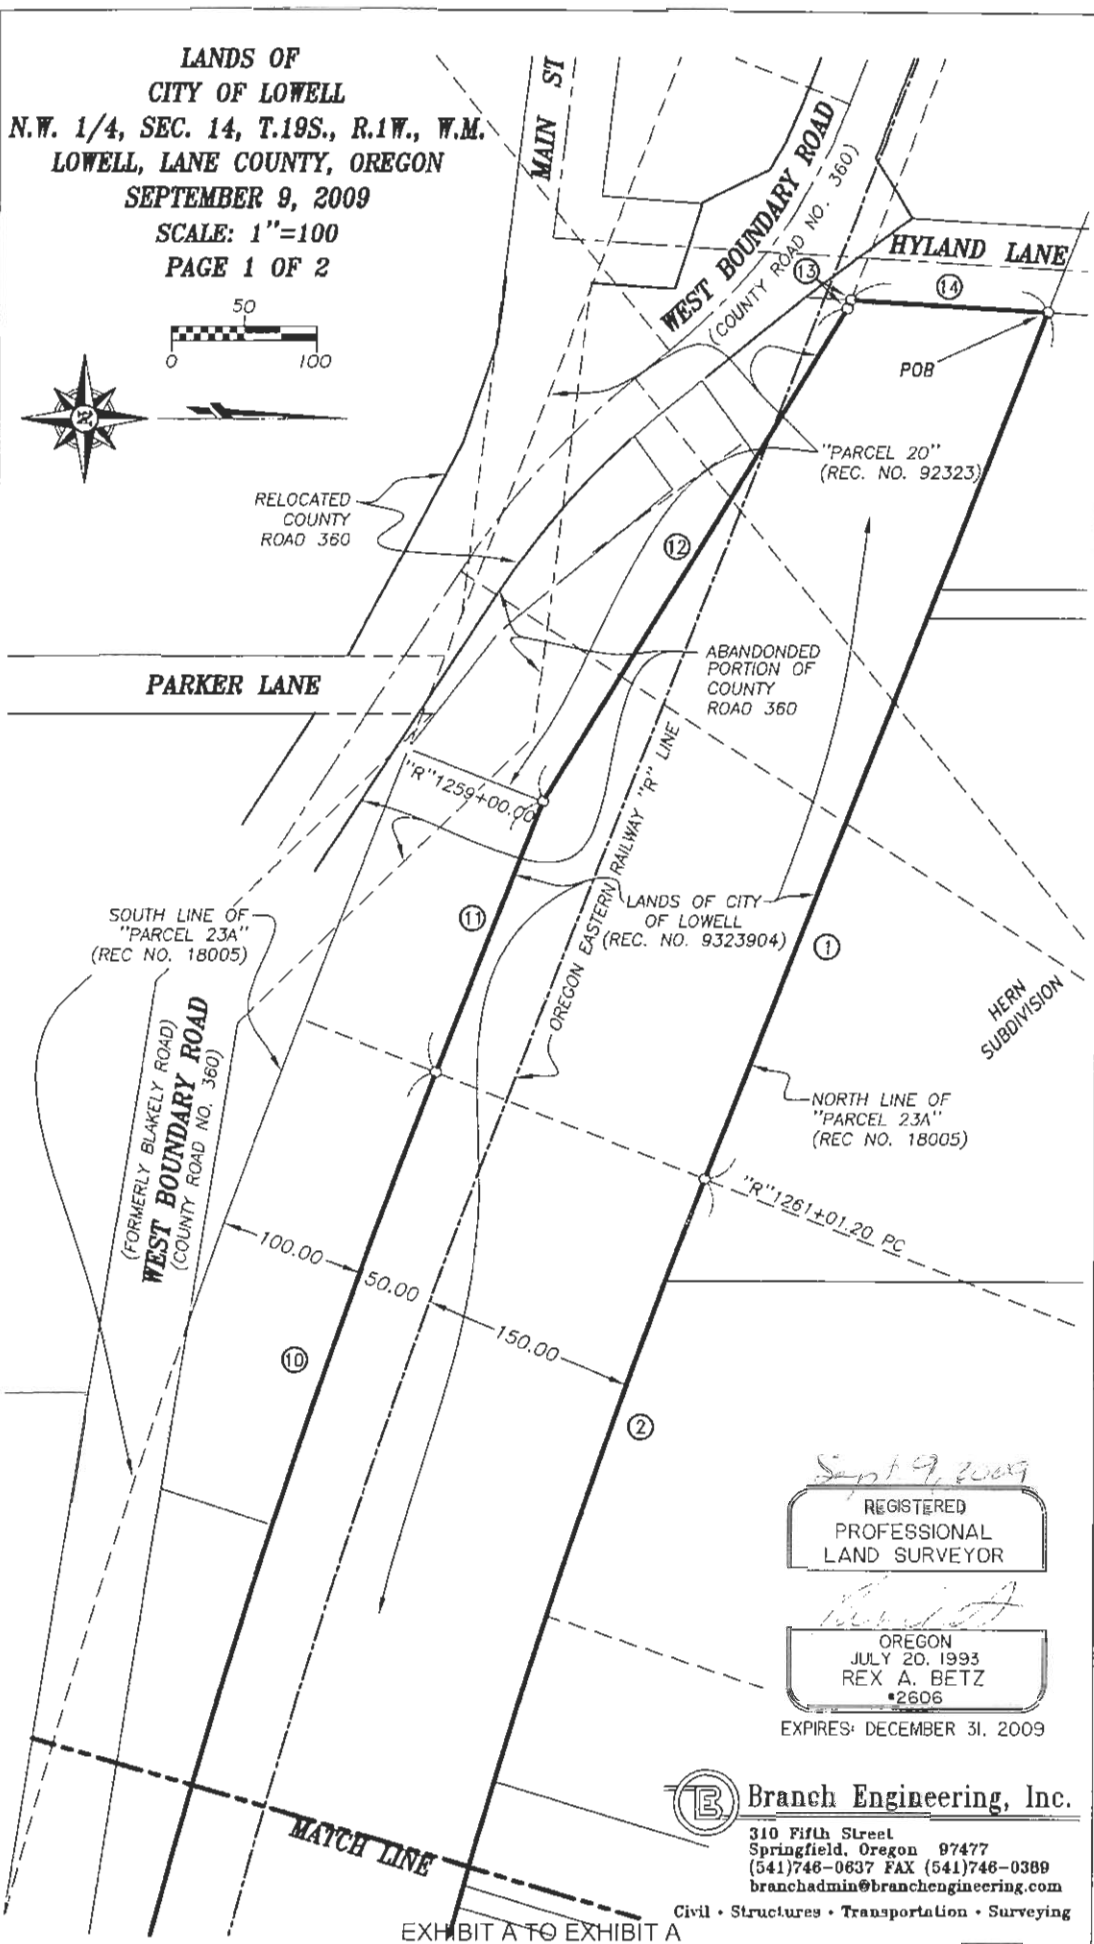 LANDS OF
CITY OF LOWELL
N.W. 1/4, SEC. 14, T.19S., R.1W., W.M.
LOWELL, LANE COUNTY, OREGON
SEPTEMBER 9, 2009
SCALE: 1"=100
PAGE 1 OF 2
50
0 100
N
MAIN ST
WEST BOUNDARY ROAD
(COUNTY ROAD NO. 360)
HYLAND LANE
13
14
POB
"PARCEL 20"
(REC. NO. 92323)
RELOCATED
COUNTY
ROAD 360
12
ABANDONDED
PORTION OF
COUNTY
ROAD 360
PARKER LANE
"R"1259+00.00
OREGON EASTERN RAILWAY "R" LINE
LANDS OF CITY
OF LOWELL
(REC. NO. 9323904)
SOUTH LINE OF
"PARCEL 23A"
(REC NO. 18005)
11
1
HERN
SUBDIVISION
(FORMERLY BLAKELY ROAD)
WEST BOUNDARY ROAD
(COUNTY ROAD NO. 360)
NORTH LINE OF
"PARCEL 23A"
(REC NO. 18005)
"R"1261+01.20 PC
100.00
50.00
150.00
10
2
Sept 9, 2009
REGISTERED
PROFESSIONAL
LAND SURVEYOR
OREGON
JULY 20, 1993
REX A. BETZ
#2606
EXPIRES: DECEMBER 31, 2009
MATCH LINE
B
Branch Engineering, Inc.
310 Fifth Street
Springfield, Oregon 97477
(541)746-0637 FAX (541)746-0389
branchadmin@branchengineering.com
Civil • Structures • Transportation • Surveying
EXHIBIT A TO EXHIBIT A